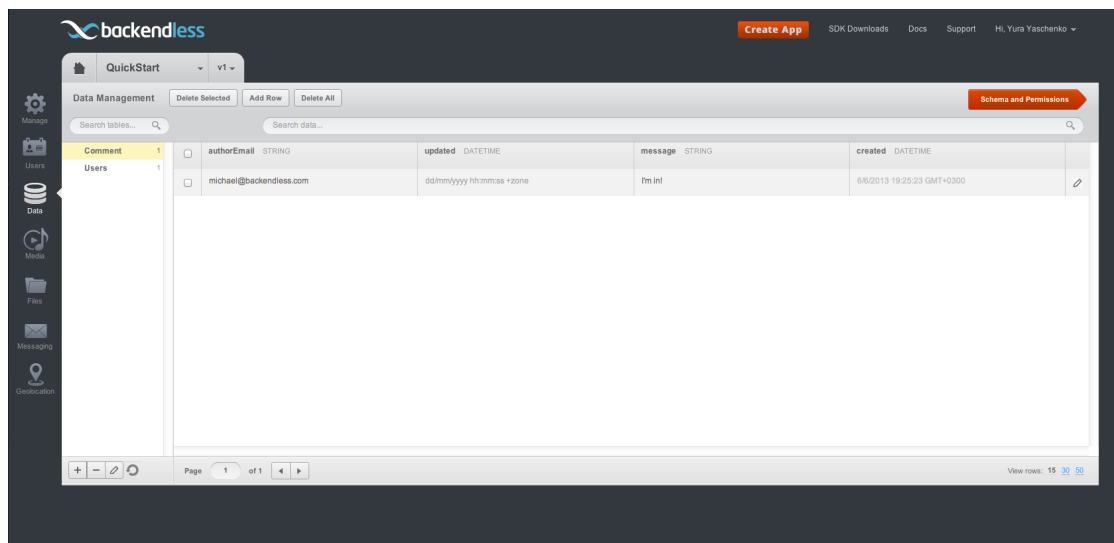 backendless
Create App SDK Downloads Docs Support Hi, Yura Yaschenko
QuickStart v1
Manage
Users
Data
Media
Files
Messaging
Geolocation
Data Management Delete Selected Add Row Delete All Schema and Permissions
Search tables... Search data...
Comment 1
Users 1
authorEmail STRING updated DATETIME message STRING created DATETIME
michael@backendless.com dd/mm/yyyy hh:mm:ss +zone I'm in! 6/6/2013 19:25:23 GMT+0300
Page 1 of 1 View rows: 15 30 50